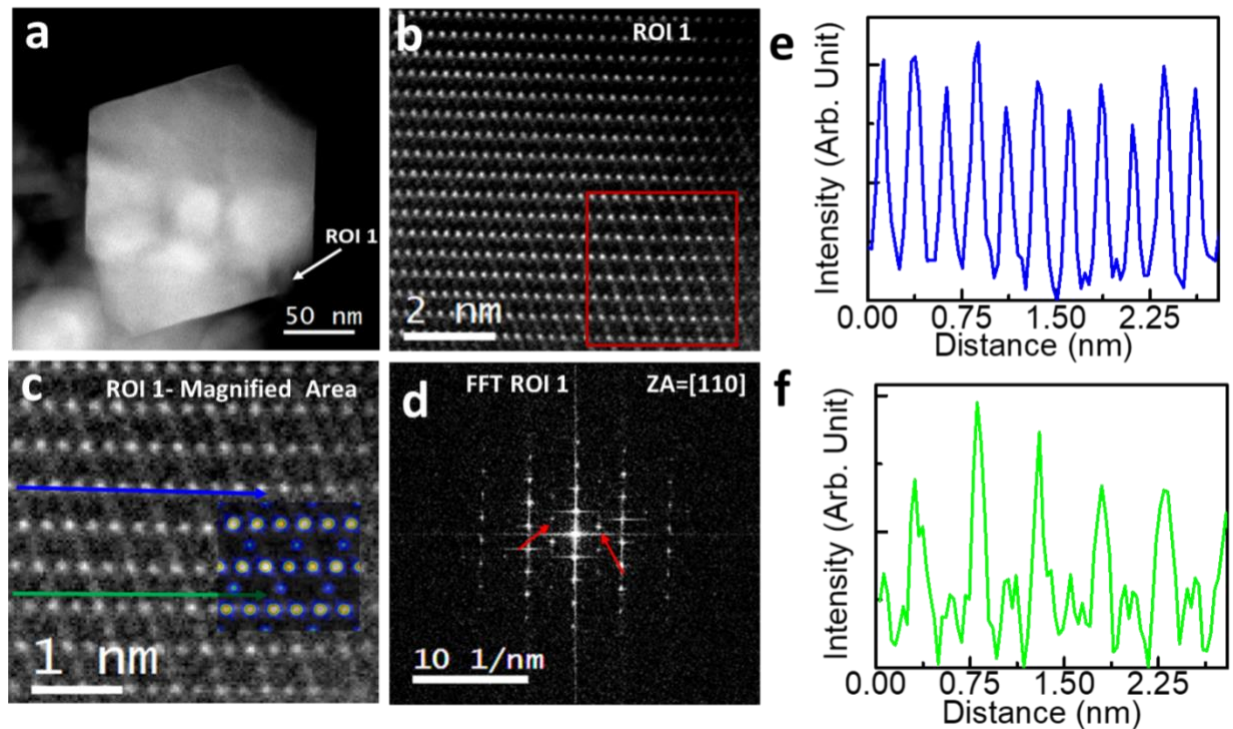 a
ROI 1
50 nm
b
ROI 1
2 nm
e
Intensity (Arb. Unit)
0.00 0.75 1.50 2.25
Distance (nm)
c
ROI 1- Magnified Area
1 nm
d
FFT ROI 1
ZA=[110]
10 1/nm
f
Intensity (Arb. Unit)
0.00 0.75 1.50 2.25
Distance (nm)